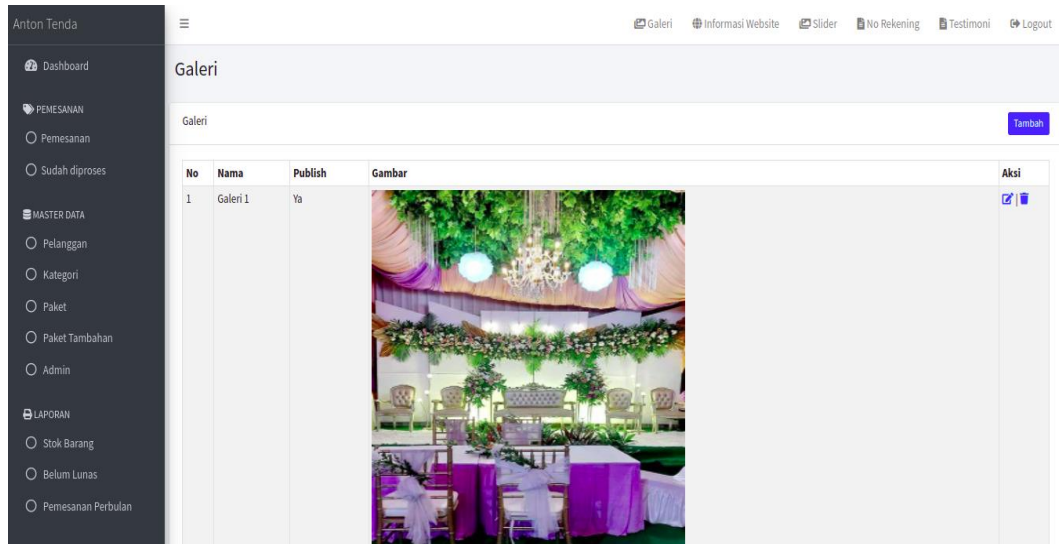 Anton Tenda
Galeri Informasi Website Slider No Rekening Testimoni Logout
Dashboard
PEMESANAN
Pemesanan
Sudah diproses
MASTER DATA
Pelanggan
Kategori
Paket
Paket Tambahan
Admin
LAPORAN
Stok Barang
Belum Lunas
Pemesanan Perbulan
Galeri
Galeri Tambah
No Nama Publish Gambar Aksi
1 Galeri 1 Ya |